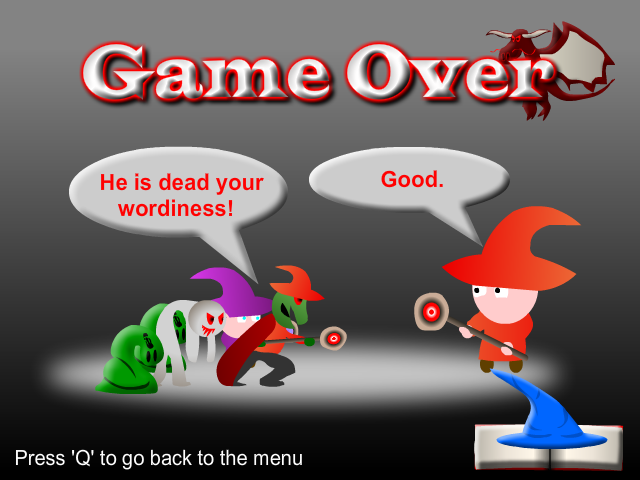 Game Over
He is dead your
wordiness!
Good.
Press 'Q' to go back to the menu